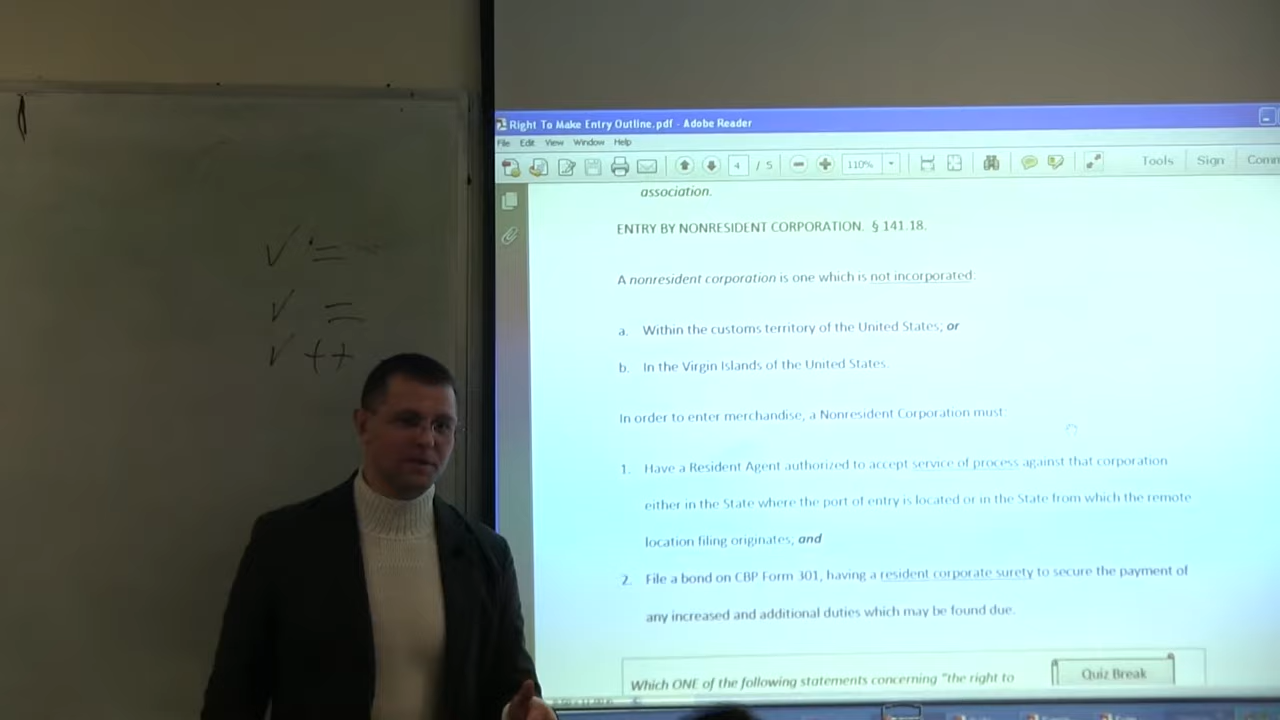 Right To Make Entry Outline.pdf - Adobe Reader
File Edit View Window Help
4 / 5 110% Tools Sign Comm
association.
ENTRY BY NONRESIDENT CORPORATION. § 141.18.
A nonresident corporation is one which is not incorporated:
a. Within the customs territory of the United States; or
b. In the Virgin Islands of the United States.
In order to enter merchandise, a Nonresident Corporation must:
1. Have a Resident Agent authorized to accept service of process against that corporation
either in the State where the port of entry is located or in the State from which the remote
location filing originates; and
2. File a bond on CBP Form 301, having a resident corporate surety to secure the payment of
any increased and additional duties which may be found due.
Which ONE of the following statements concerning "the right to
Quiz Break
✓ =
✓ =
✓ ++